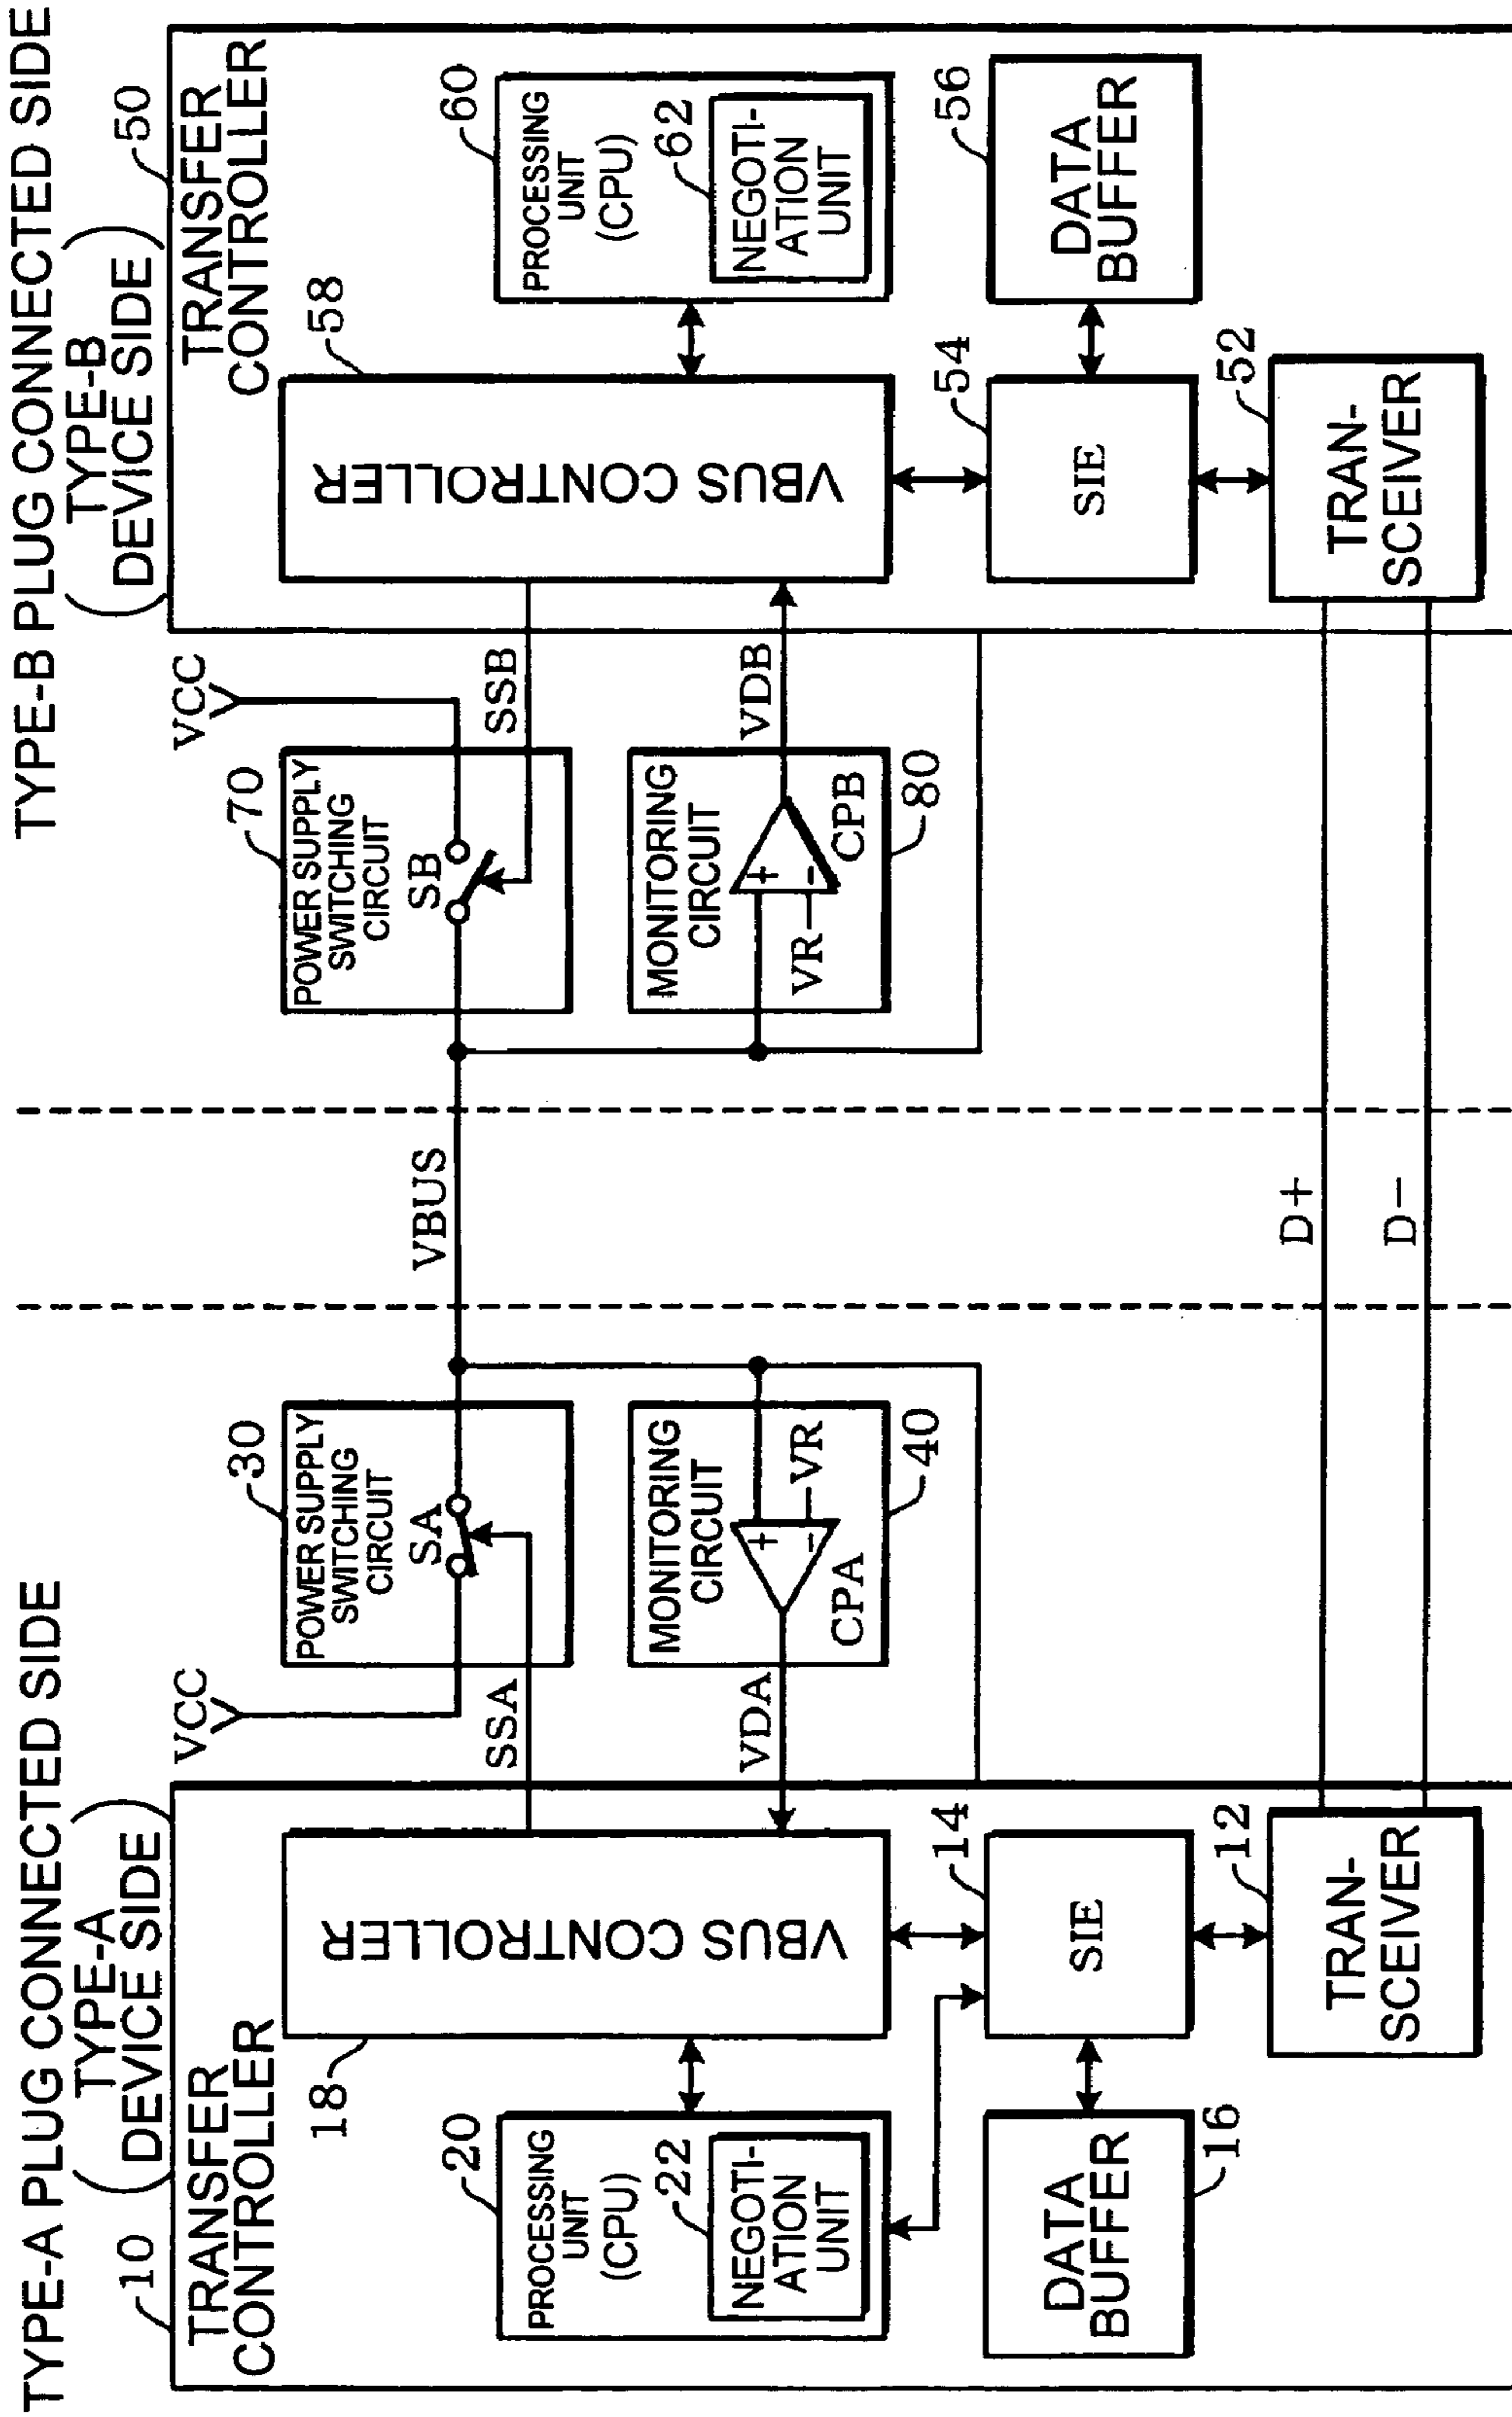 TYPE-A PLUG CONNECTED SIDE
TYPE-A
(DEVICE SIDE)
10
TRANSFER
CONTROLLER
18
VBUS CONTROLLER
20
PROCESSING
UNIT
(CPU)
22
NEGOTI-
ATION
UNIT
14
SIE
DATA
BUFFER
16
12
TRAN-
SCEIVER
VCC
SSA
VDA
30
POWER SUPPLY
SWITCHING
CIRCUIT
SA
MONITORING
CIRCUIT
+
-
VR
CPA
40
VBUS
D+
D-
TYPE-B PLUG CONNECTED SIDE
TYPE-B
(DEVICE SIDE)
50
TRANSFER
CONTROLLER
VCC
70
POWER SUPPLY
SWITCHING
CIRCUIT
SB
SSB
MONITORING
CIRCUIT
+
-
VR
CPB
80
VDB
58
VBUS CONTROLLER
60
PROCESSING
UNIT
(CPU)
62
NEGOTI-
ATION
UNIT
54
SIE
56
DATA
BUFFER
52
TRAN-
SCEIVER